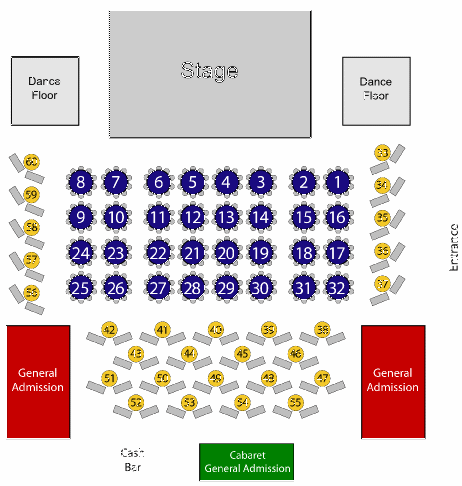 Stage
Dance
Floor
Dance
Floor
60
59
58
57
56
33
34
35
36
37
8 7 6 5 4 3 2 1
9 10 11 12 13 14 15 16
24 23 22 21 20 19 18 17
25 26 27 28 29 30 31 32
Entrance
42 41 40 39 38
43 44 45 46
51 50 49 48 47
52 53 54 55
General
Admission
General
Admission
Cash
Bar
Cabaret
General Admission